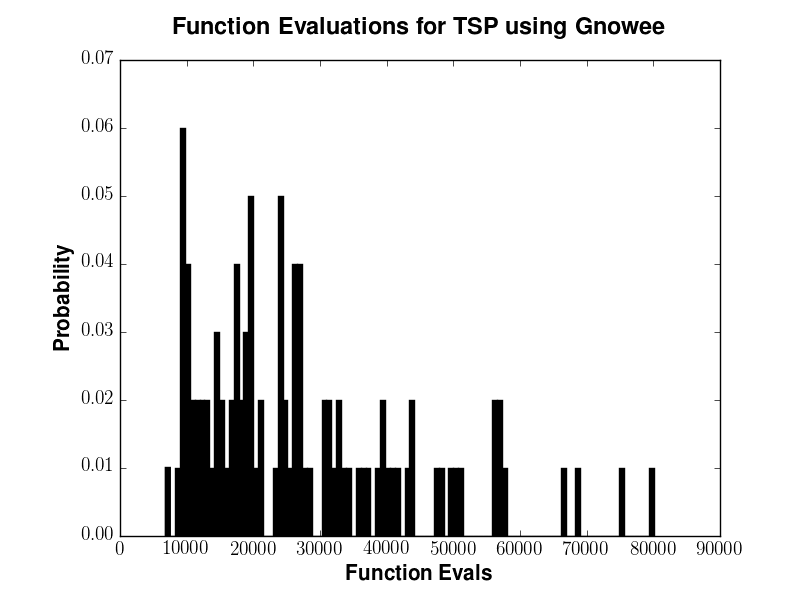 Function Evaluations for TSP using Gnowee
0.07
0.06
0.05
0.04
0.03
0.02
0.01
0.00
Probability
0 10000 20000 30000 40000 50000 60000 70000 80000 90000
Function Evals